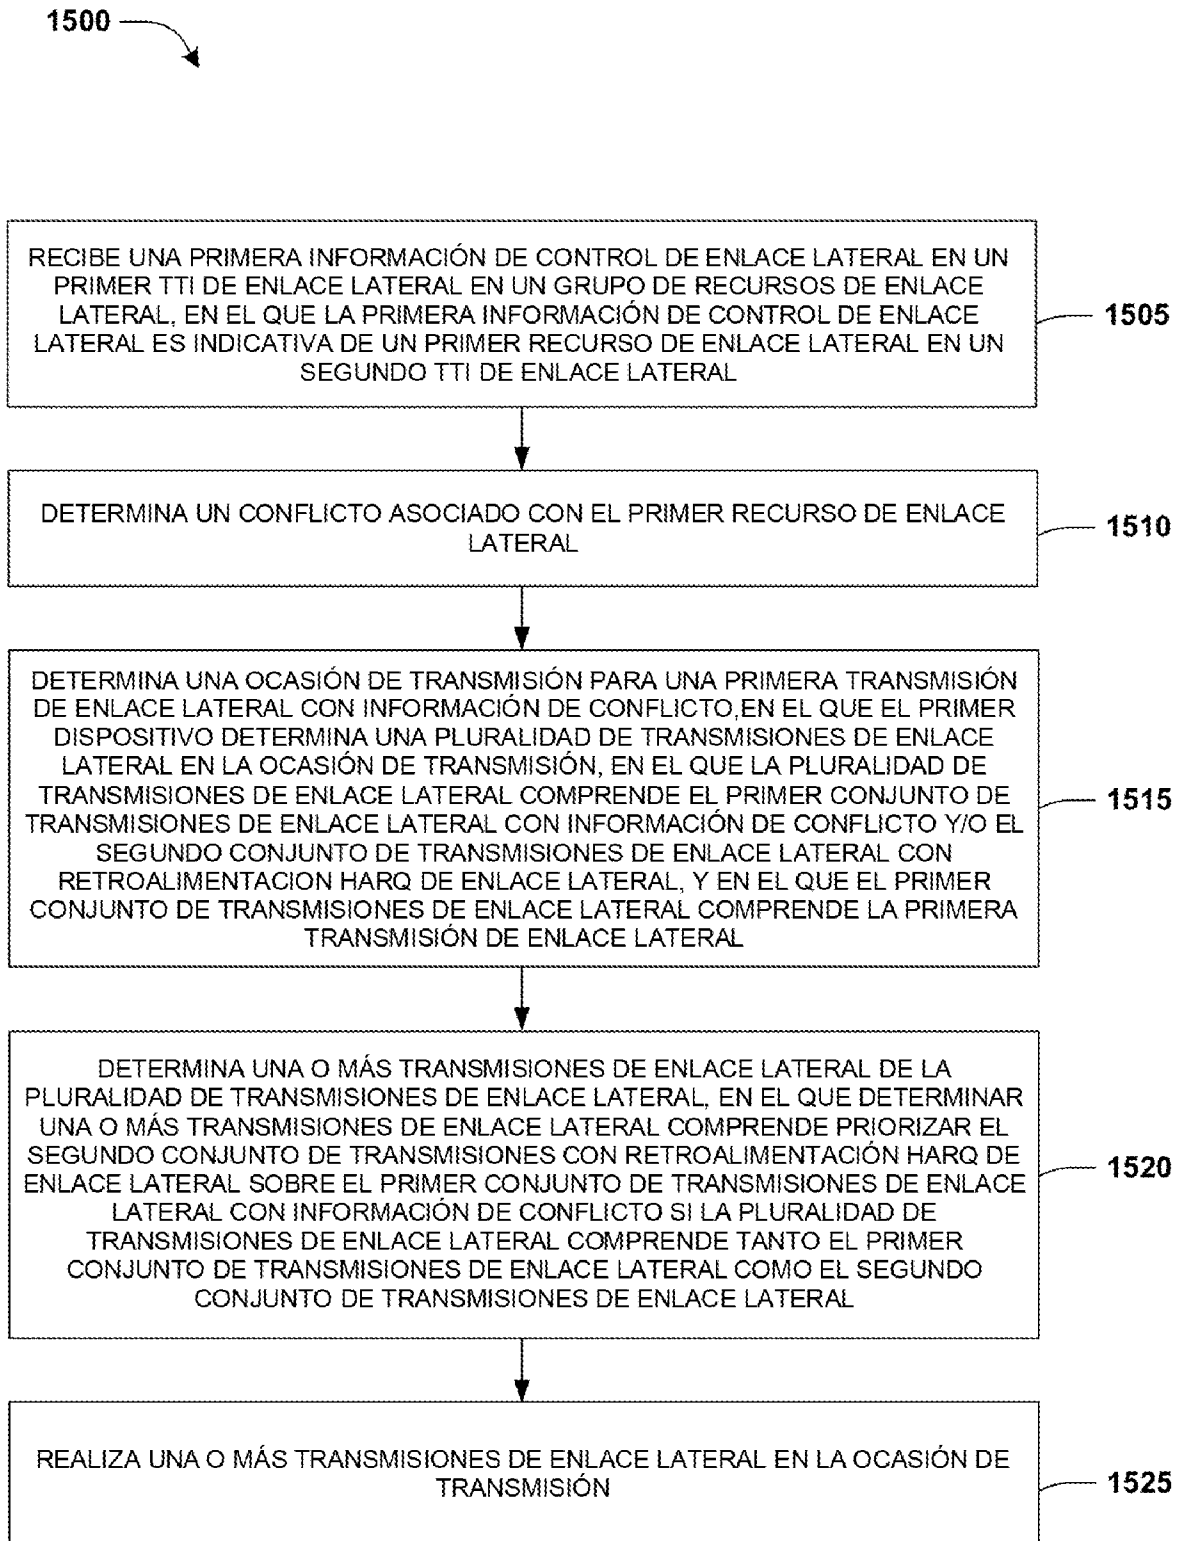 1500
RECIBE UNA PRIMERA INFORMACIÓN DE CONTROL DE ENLACE LATERAL EN UN
PRIMER TTI DE ENLACE LATERAL EN UN GRUPO DE RECURSOS DE ENLACE
LATERAL, EN EL QUE LA PRIMERA INFORMACIÓN DE CONTROL DE ENLACE
LATERAL ES INDICATIVA DE UN PRIMER RECURSO DE ENLACE LATERAL EN UN
SEGUNDO TTI DE ENLACE LATERAL
1505
DETERMINA UN CONFLICTO ASOCIADO CON EL PRIMER RECURSO DE ENLACE
LATERAL
1510
DETERMINA UNA OCASIÓN DE TRANSMISIÓN PARA UNA PRIMERA TRANSMISIÓN
DE ENLACE LATERAL CON INFORMACIÓN DE CONFLICTO,EN EL QUE EL PRIMER
DISPOSITIVO DETERMINA UNA PLURALIDAD DE TRANSMISIONES DE ENLACE
LATERAL EN LA OCASIÓN DE TRANSMISIÓN, EN EL QUE LA PLURALIDAD DE
TRANSMISIONES DE ENLACE LATERAL COMPRENDE EL PRIMER CONJUNTO DE
TRANSMISIONES DE ENLACE LATERAL CON INFORMACIÓN DE CONFLICTO Y/O EL
SEGUNDO CONJUNTO DE TRANSMISIONES DE ENLACE LATERAL CON
RETROALIMENTACION HARQ DE ENLACE LATERAL, Y EN EL QUE EL PRIMER
CONJUNTO DE TRANSMISIONES DE ENLACE LATERAL COMPRENDE LA PRIMERA
TRANSMISIÓN DE ENLACE LATERAL
1515
DETERMINA UNA O MÁS TRANSMISIONES DE ENLACE LATERAL DE LA
PLURALIDAD DE TRANSMISIONES DE ENLACE LATERAL, EN EL QUE DETERMINAR
UNA O MÁS TRANSMISIONES DE ENLACE LATERAL COMPRENDE PRIORIZAR EL
SEGUNDO CONJUNTO DE TRANSMISIONES CON RETROALIMENTACIÓN HARQ DE
ENLACE LATERAL SOBRE EL PRIMER CONJUNTO DE TRANSMISIONES DE ENLACE
LATERAL CON INFORMACIÓN DE CONFLICTO SI LA PLURALIDAD DE
TRANSMISIONES DE ENLACE LATERAL COMPRENDE TANTO EL PRIMER
CONJUNTO DE TRANSMISIONES DE ENLACE LATERAL COMO EL SEGUNDO
CONJUNTO DE TRANSMISIONES DE ENLACE LATERAL
1520
REALIZA UNA O MÁS TRANSMISIONES DE ENLACE LATERAL EN LA OCASIÓN DE
TRANSMISIÓN
1525